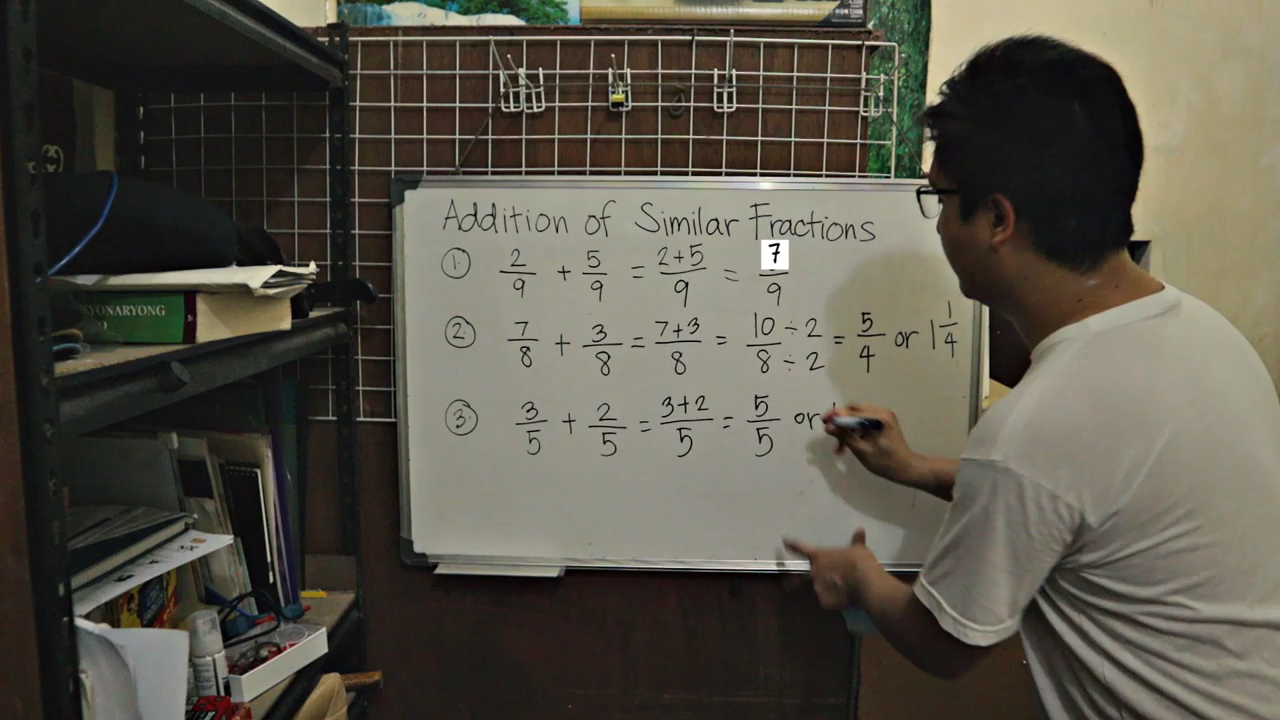 Addition of Similar Fractions
① 2/9 + 5/9 = 2+5/9 = 7/9
② 7/8 + 3/8 = 7+3/8 = 10÷2/8÷2 = 5/4 or 1 1/4
③ 3/5 + 2/5 = 3+2/5 = 5/5 or
YONARYONG